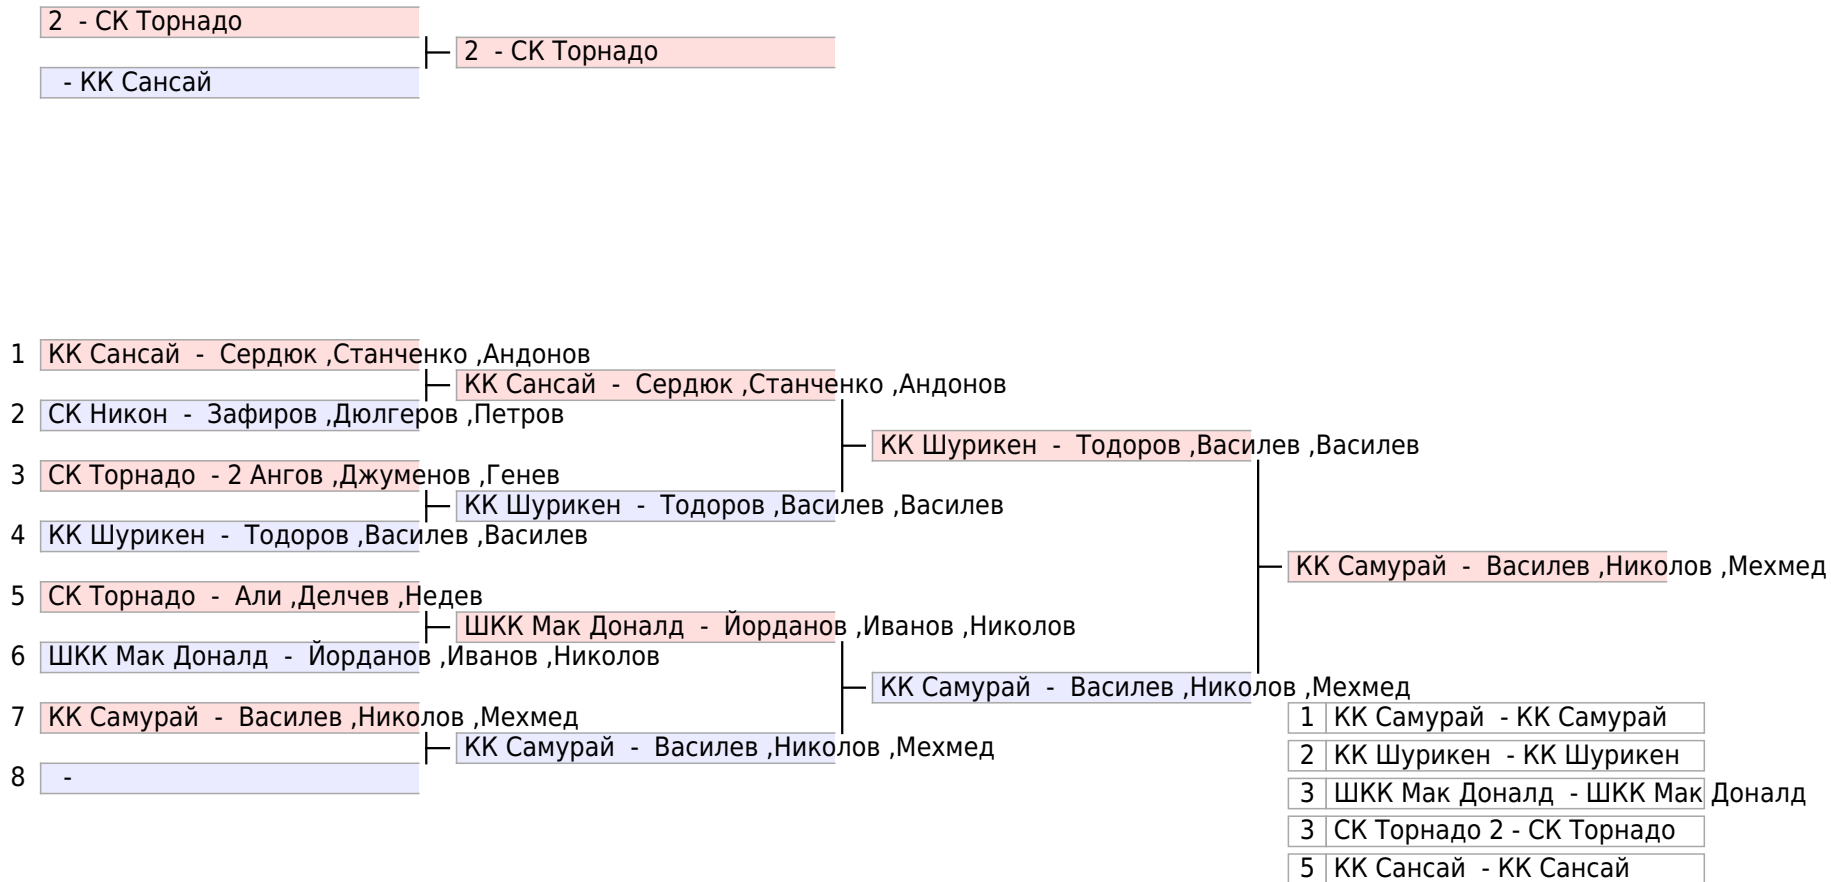 2 - СК Торнадо
2 - СК Торнадо
- КК Сансай
1 КК Сансай - Сердюк ,Станченко ,Андонов
КК Сансай - Сердюк ,Станченко ,Андонов
2 СК Никон - Зафиров ,Дюлгеров ,Петров
КК Шурикен - Тодоров ,Василев ,Василев
3 СК Торнадо - 2 Ангов ,Джуменов ,Генев
КК Шурикен - Тодоров ,Василев ,Василев
4 КК Шурикен - Тодоров ,Василев ,Василев
КК Самурай - Василев ,Николов ,Мехмед
5 СК Торнадо - Али ,Делчев ,Недев
ШКК Мак Доналд - Йорданов ,Иванов ,Николов
6 ШКК Мак Доналд - Йорданов ,Иванов ,Николов
КК Самурай - Василев ,Николов ,Мехмед
7 КК Самурай - Василев ,Николов ,Мехмед
КК Самурай - Василев ,Николов ,Мехмед
8 -
1 КК Самурай - КК Самурай
2 КК Шурикен - КК Шурикен
3 ШКК Мак Доналд - ШКК Мак Доналд
3 СК Торнадо 2 - СК Торнадо
5 КК Сансай - КК Сансай